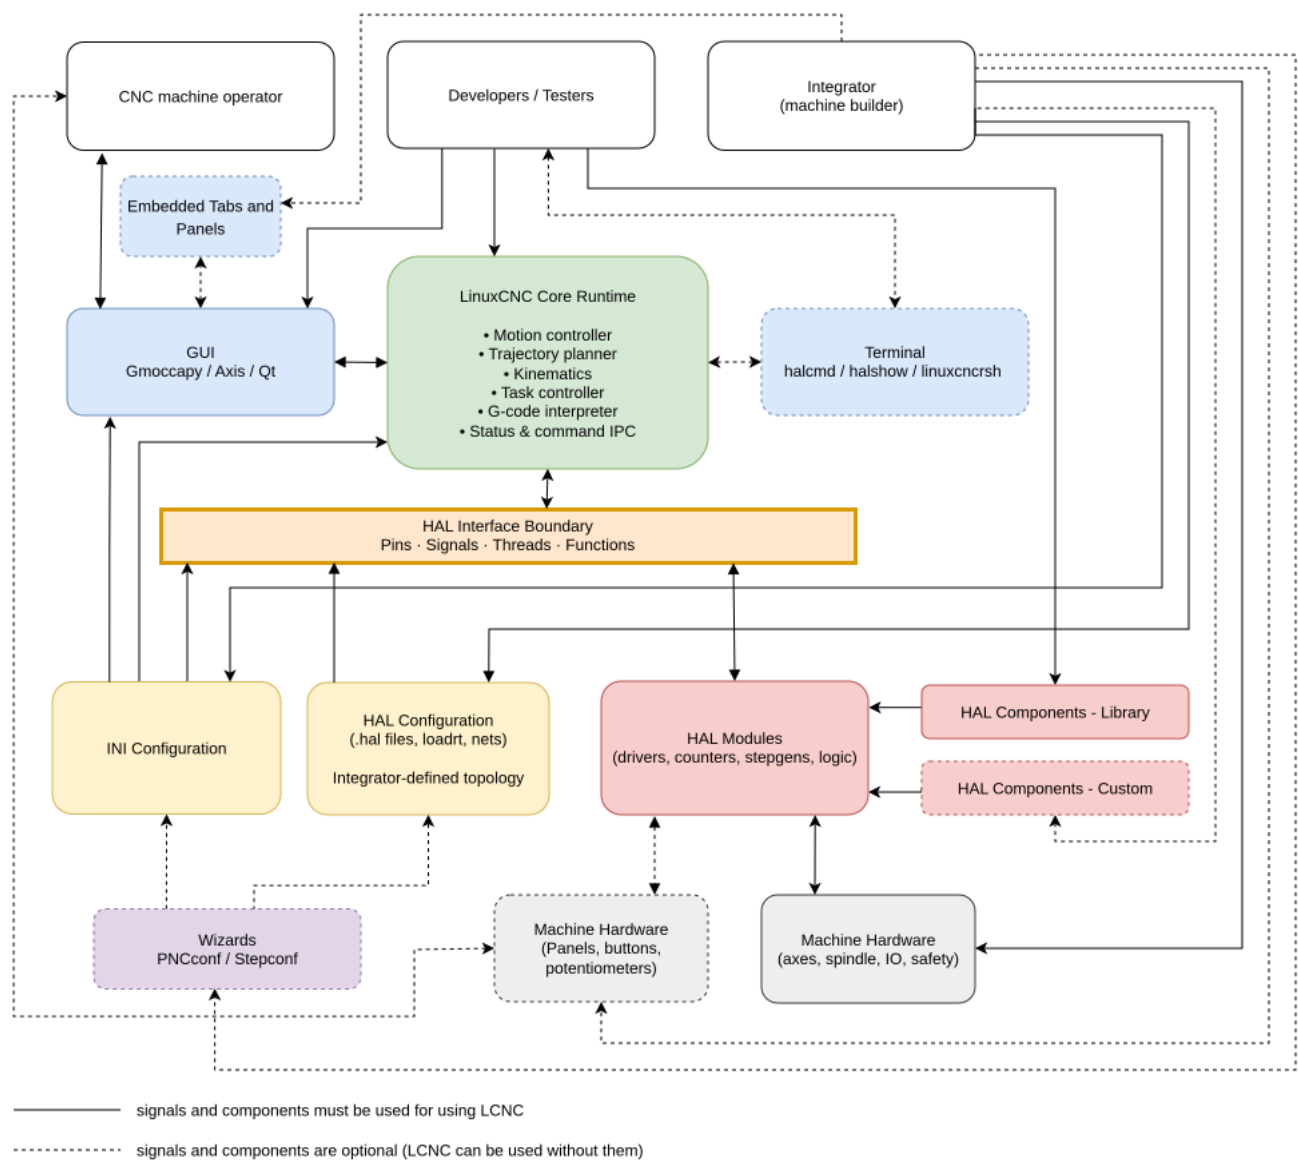 CNC machine operator
Developers / Testers
Integrator
(machine builder)
Embedded Tabs and
Panels
GUI
Gmoccapy / Axis / Qt
LinuxCNC Core Runtime
• Motion controller
• Trajectory planner
• Kinematics
• Task controller
• G-code interpreter
• Status & command IPC
Terminal
halcmd / halshow / linuxcncrsh
HAL Interface Boundary
Pins · Signals · Threads · Functions
INI Configuration
HAL Configuration
(.hal files, loadrt, nets)
Integrator-defined topology
HAL Modules
(drivers, counters, stepgens, logic)
HAL Components - Library
HAL Components - Custom
Wizards
PNCconf / Stepconf
Machine Hardware
(Panels, buttons,
potentiometers)
Machine Hardware
(axes, spindle, IO, safety)
signals and components must be used for using LCNC
signals and components are optional (LCNC can be used without them)